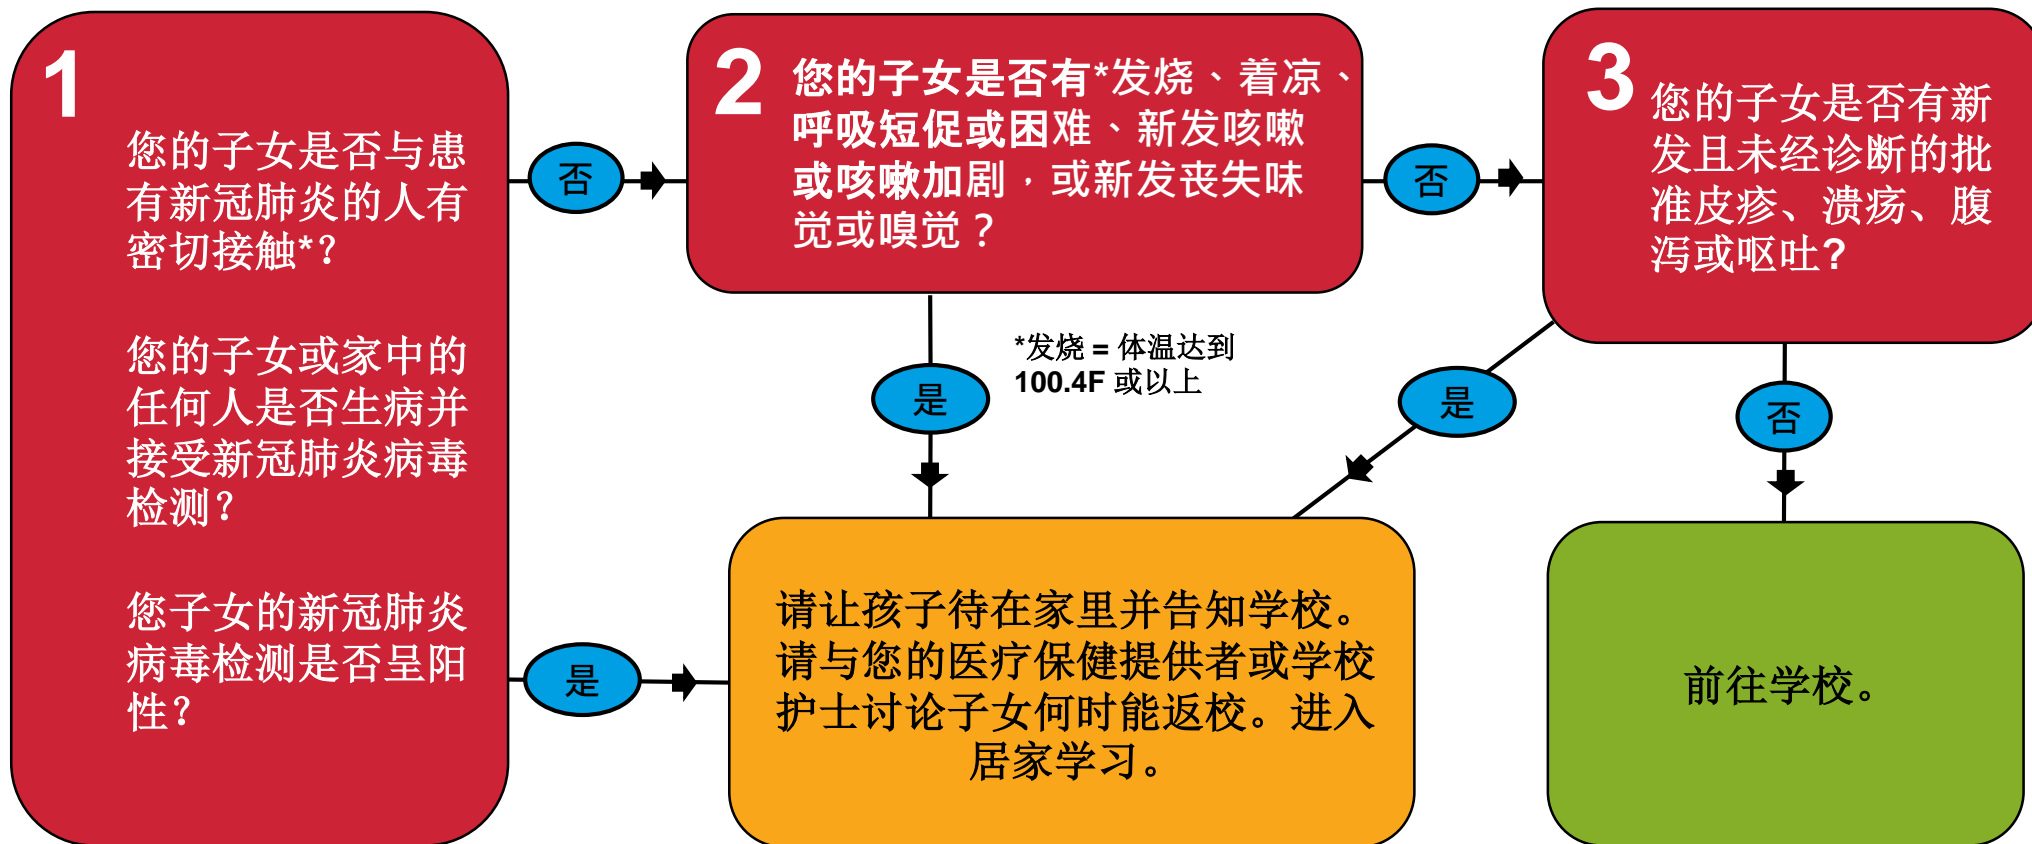 1
您的子女是否与患
有新冠肺炎的人有
密切接触*?
您的子女或家中的
任何人是否生病并
接受新冠肺炎病毒
检测?
您子女的新冠肺炎
病毒检测是否呈阳
性?
否
是
2
您的子女是否有*发烧、着凉、
呼吸短促或困难、新发咳嗽
或咳嗽加剧，或新发丧失味
觉或嗅觉？
否
是
*发烧 = 体温达到
100.4F 或以上
3
您的子女是否有新
发且未经诊断的批
准皮疹、溃疡、腹
泻或呕吐?
是
否
请让孩子待在家里并告知学校。
请与您的医疗保健提供者或学校
护士讨论子女何时能返校。进入
居家学习。
前往学校。